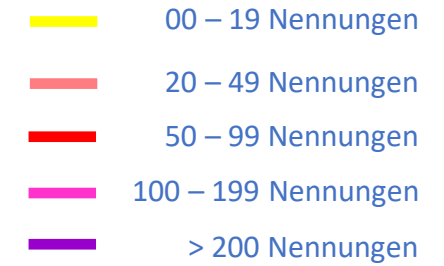 00 – 19 Nennungen
20 – 49 Nennungen
50 – 99 Nennungen
100 – 199 Nennungen
> 200 Nennungen